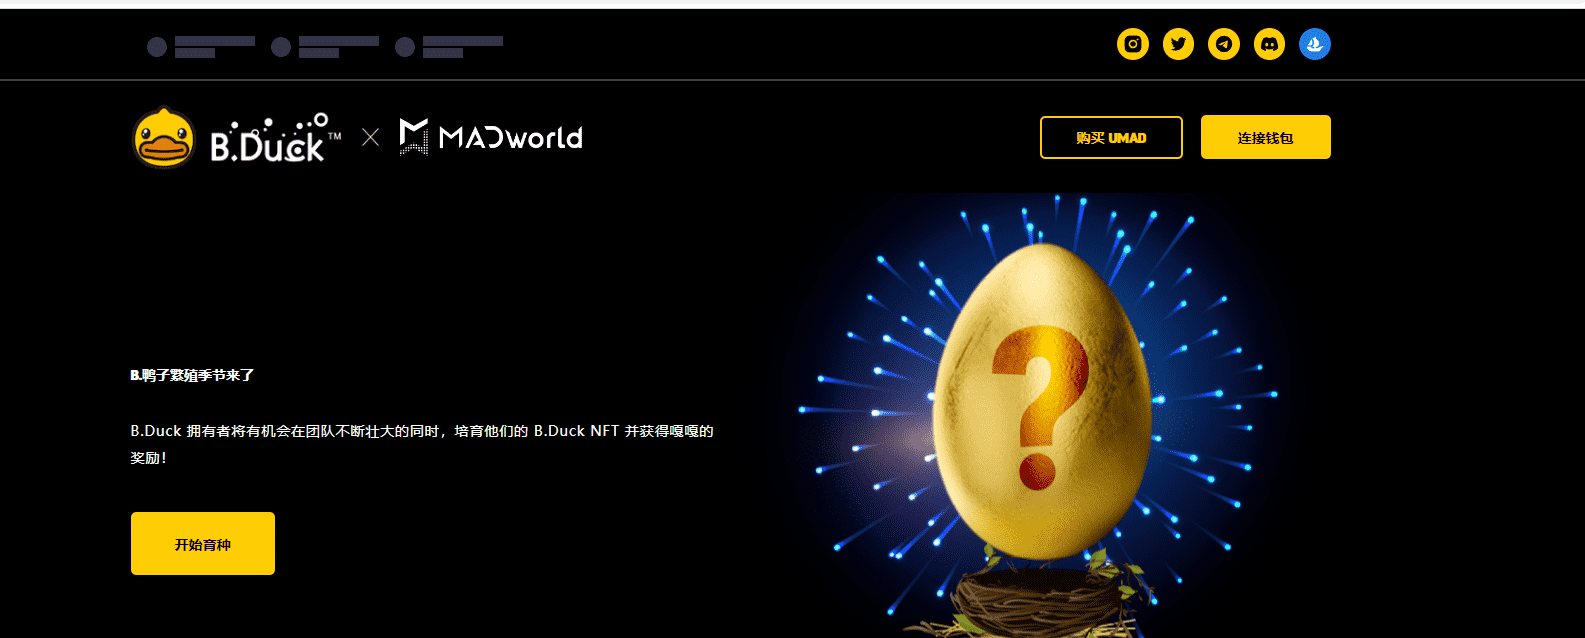 B.Duck™ × MADworld
购买 UMAD
连接钱包
B.鸭子繁殖季节来了
B.Duck 拥有者将有机会在团队不断壮大的同时，培育他们的 B.Duck NFT 并获得嘎嘎的
奖励！
开始育种
?